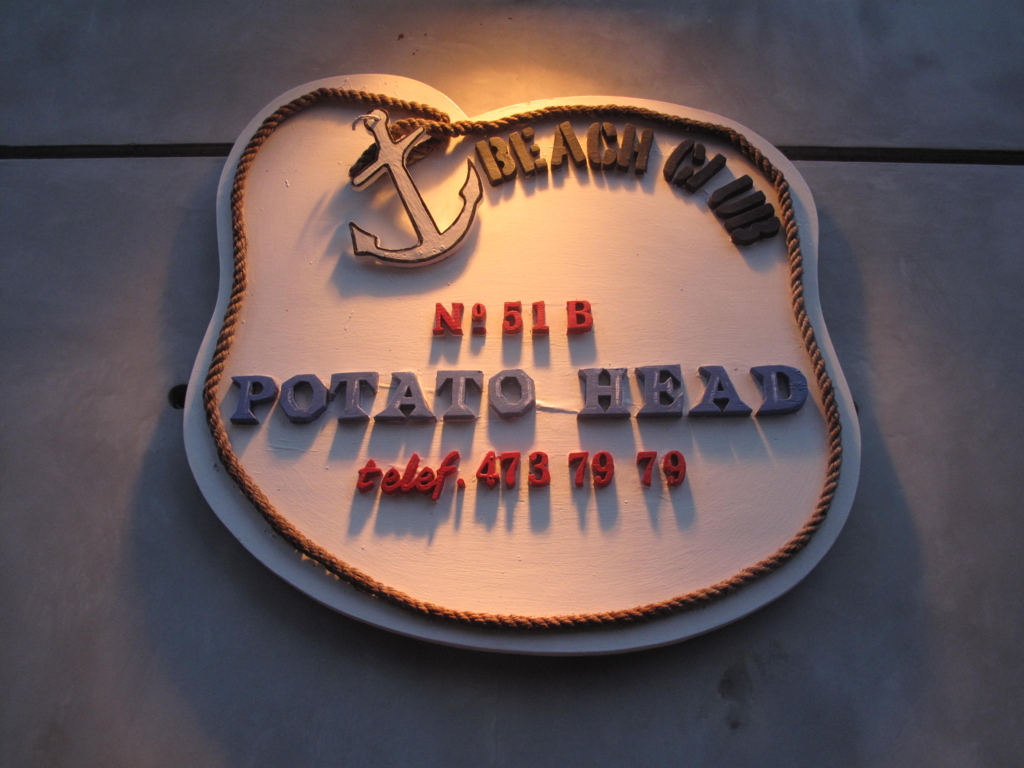 BEACH CLUB
Nº 51 B
POTATO HEAD
telef. 473 79 79